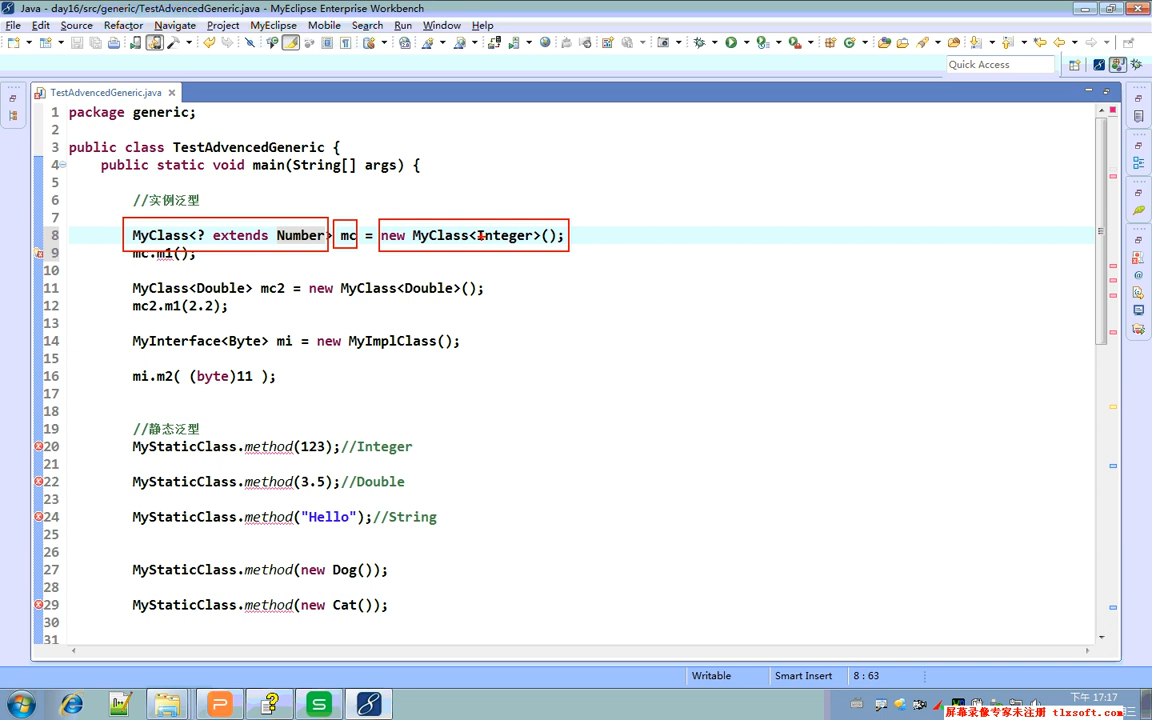 Java - day16/src/generic/TestAdvencedGeneric.java - MyEclipse Enterprise Workbench
File Edit Source Refactor Navigate Project MyEclipse Mobile Search Run Window Help
Quick Access
TestAdvencedGeneric.java
1 package generic;
2
3 public class TestAdvencedGeneric {
4 public static void main(String[] args) {
5
6 //实例泛型
7
8 MyClass<? extends Number> mc = new MyClass<Integer>();
9 mc.m1();
10
11 MyClass<Double> mc2 = new MyClass<Double>();
12 mc2.m1(2.2);
13
14 MyInterface<Byte> mi = new MyImplClass();
15
16 mi.m2( (byte)11 );
17
18
19 //静态泛型
20 MyStaticClass.method(123);//Integer
21
22 MyStaticClass.method(3.5);//Double
23
24 MyStaticClass.method("Hello");//String
25
26
27 MyStaticClass.method(new Dog());
28
29 MyStaticClass.method(new Cat());
30
31
Writable Smart Insert 8 : 63
下午 17:17
屏幕录像专家未注册 tlxsoft.com